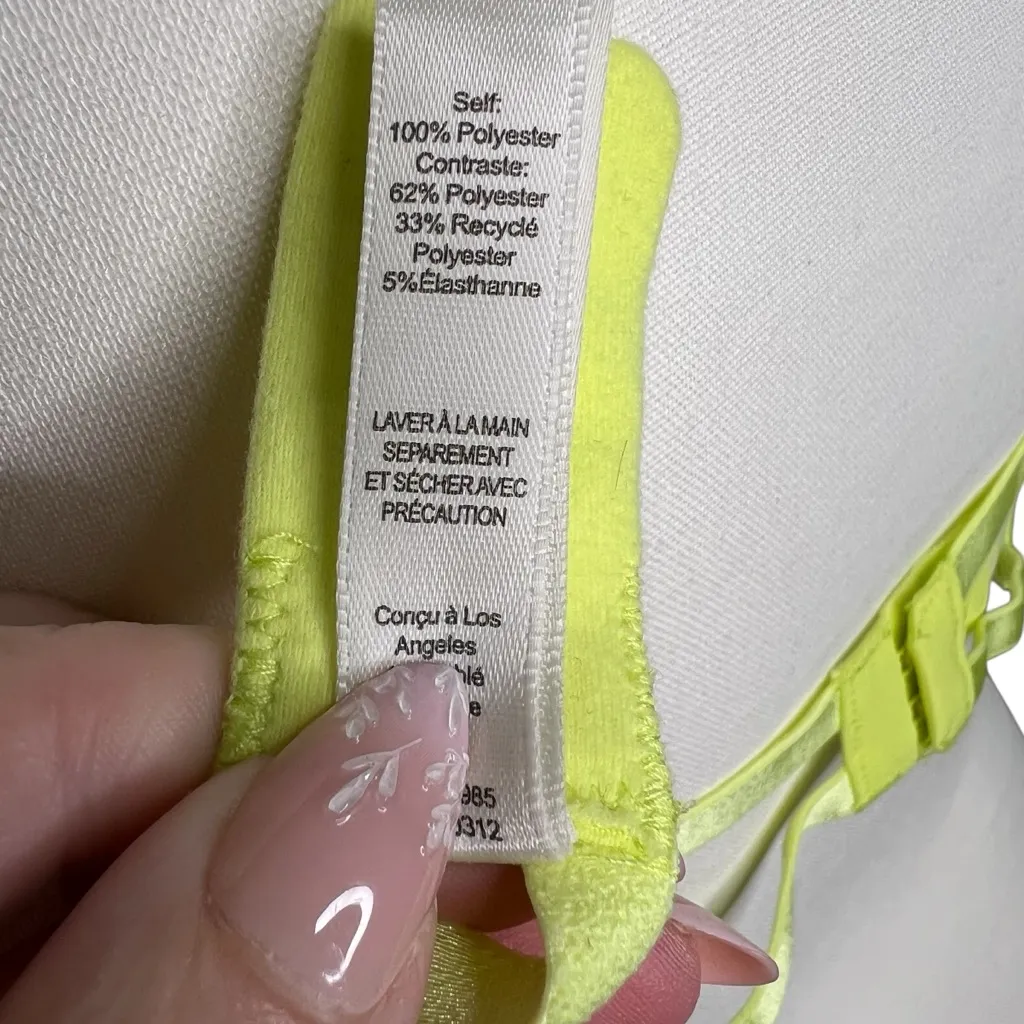 Self:
100% Polyester
Contraste:
62% Polyester
33% Recyclé
Polyester
5%Élasthanne
LAVER À LA MAIN
SEPAREMENT
ET SÉCHER AVEC
PRÉCAUTION
Conçu à Los
Angeles